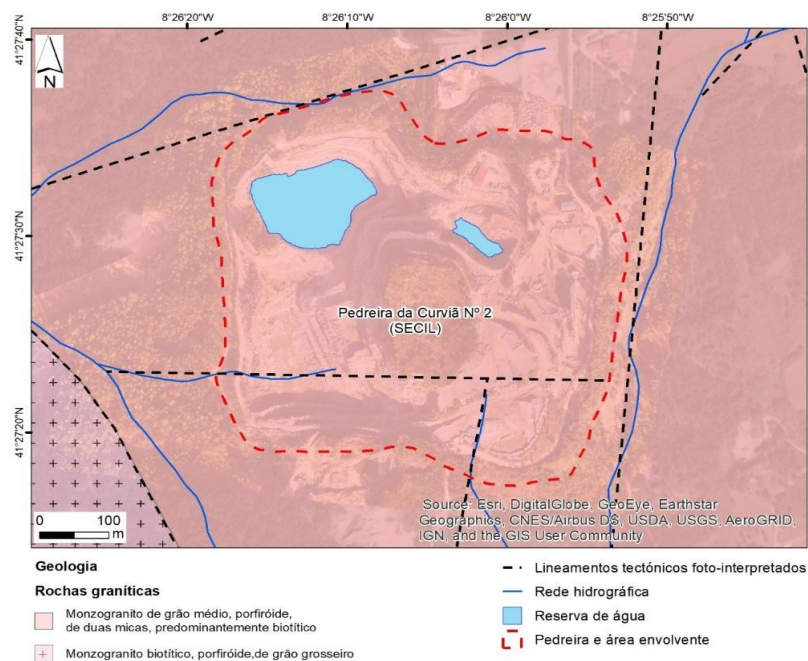 8°26'20"W
8°26'10"W
8°26'0"W
8°25'50"W
41°27'40"N
41°27'30"N
41°27'20"N
N
Pedreira da Curviã Nº 2
(SECIL)
0 100
m
Source: Esri, DigitalGlobe, GeoEye, Earthstar
Geographics, CNES/Airbus DS, USDA, USGS, AeroGRID,
IGN, and the GIS User Community
Geologia
Rochas graníticas
Monzogranito de grão médio, porfiróide,
de duas micas, predominantemente biotítico
Monzogranito biotítico, porfiróide,de grão grosseiro
Lineamentos tectónicos foto-interpretados
Rede hidrográfica
Reserva de água
Pedreira e área envolvente